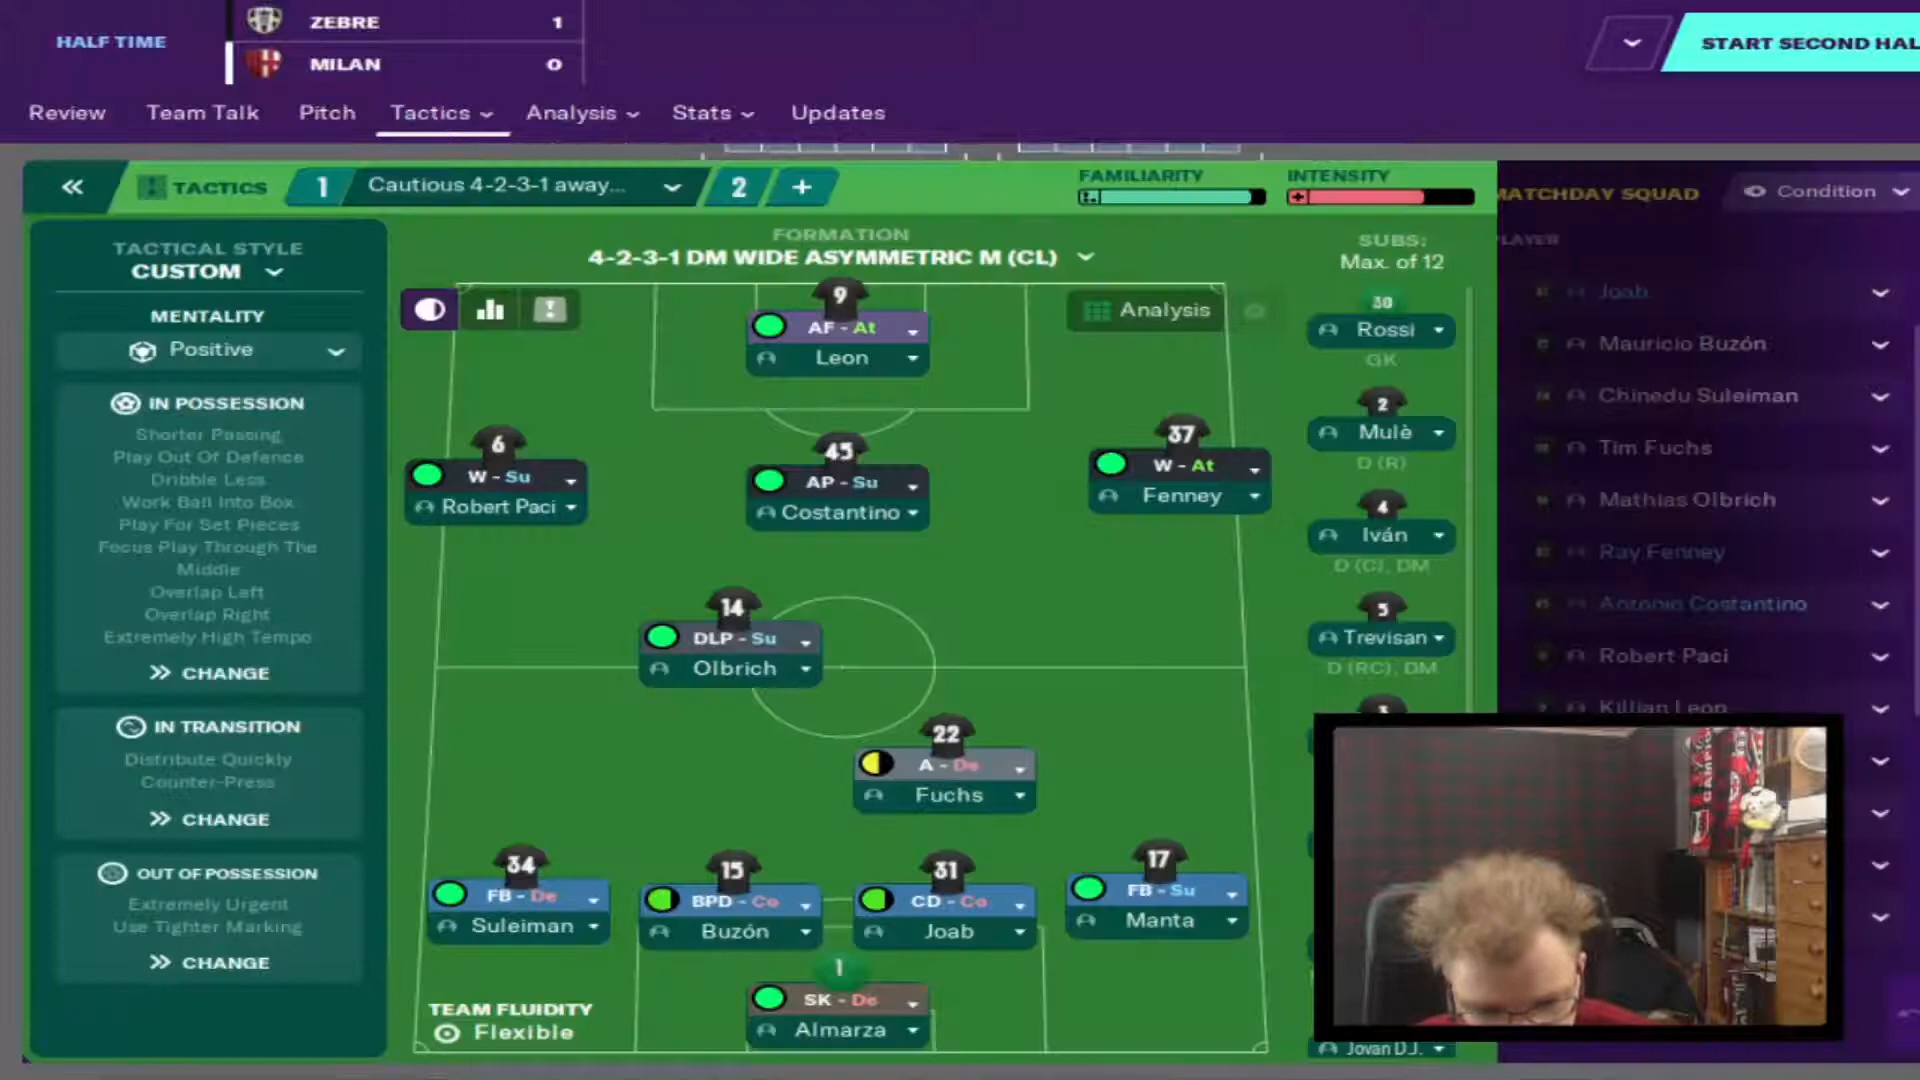 HALF TIME
ZEBRE 1
MILAN 0
START SECOND HAL
Review Team Talk Pitch Tactics Analysis Stats Updates
TACTICS 1 Cautious 4-2-3-1 away... 2 +
FAMILIARITY
INTENSITY
MATCHDAY SQUAD
Condition
TACTICAL STYLE
CUSTOM
MENTALITY
Positive
IN POSSESSION
Shorter Passing
Play Out Of Defence
Dribble Less
Work Ball Into Box
Play For Set Pieces
Focus Play Through The
Middle
Overlap Left
Overlap Right
Extremely High Tempo
CHANGE
IN TRANSITION
Distribute Quickly
Counter-Press
CHANGE
OUT OF POSSESSION
Extremely Urgent
Use Tighter Marking
CHANGE
FORMATION
4-2-3-1 DM WIDE ASYMMETRIC M (CL)
Analysis
9
AF - At
Leon
6
W - Su
Robert Paci
45
AP - Su
Costantino
37
W - At
Fenney
14
DLP - Su
Olbrich
22
A - De
Fuchs
34
FB - De
Suleiman
15
BPD - Co
Buzón
31
CD - Co
Joab
17
FB - Su
Manta
1
SK - De
Almarza
TEAM FLUIDITY
Flexible
SUBS:
Max. of 12
30
Rossi
GK
2
Mulè
D (R)
4
Iván
D (C), DM
5
Trevisan
D (RC), DM
3
Jovan D.J.
PLAYER
Joab
Mauricio Buzón
Chinedu Suleiman
Tim Fuchs
Mathias Olbrich
Ray Fenney
Antonio Costantino
Robert Paci
Killian Leon